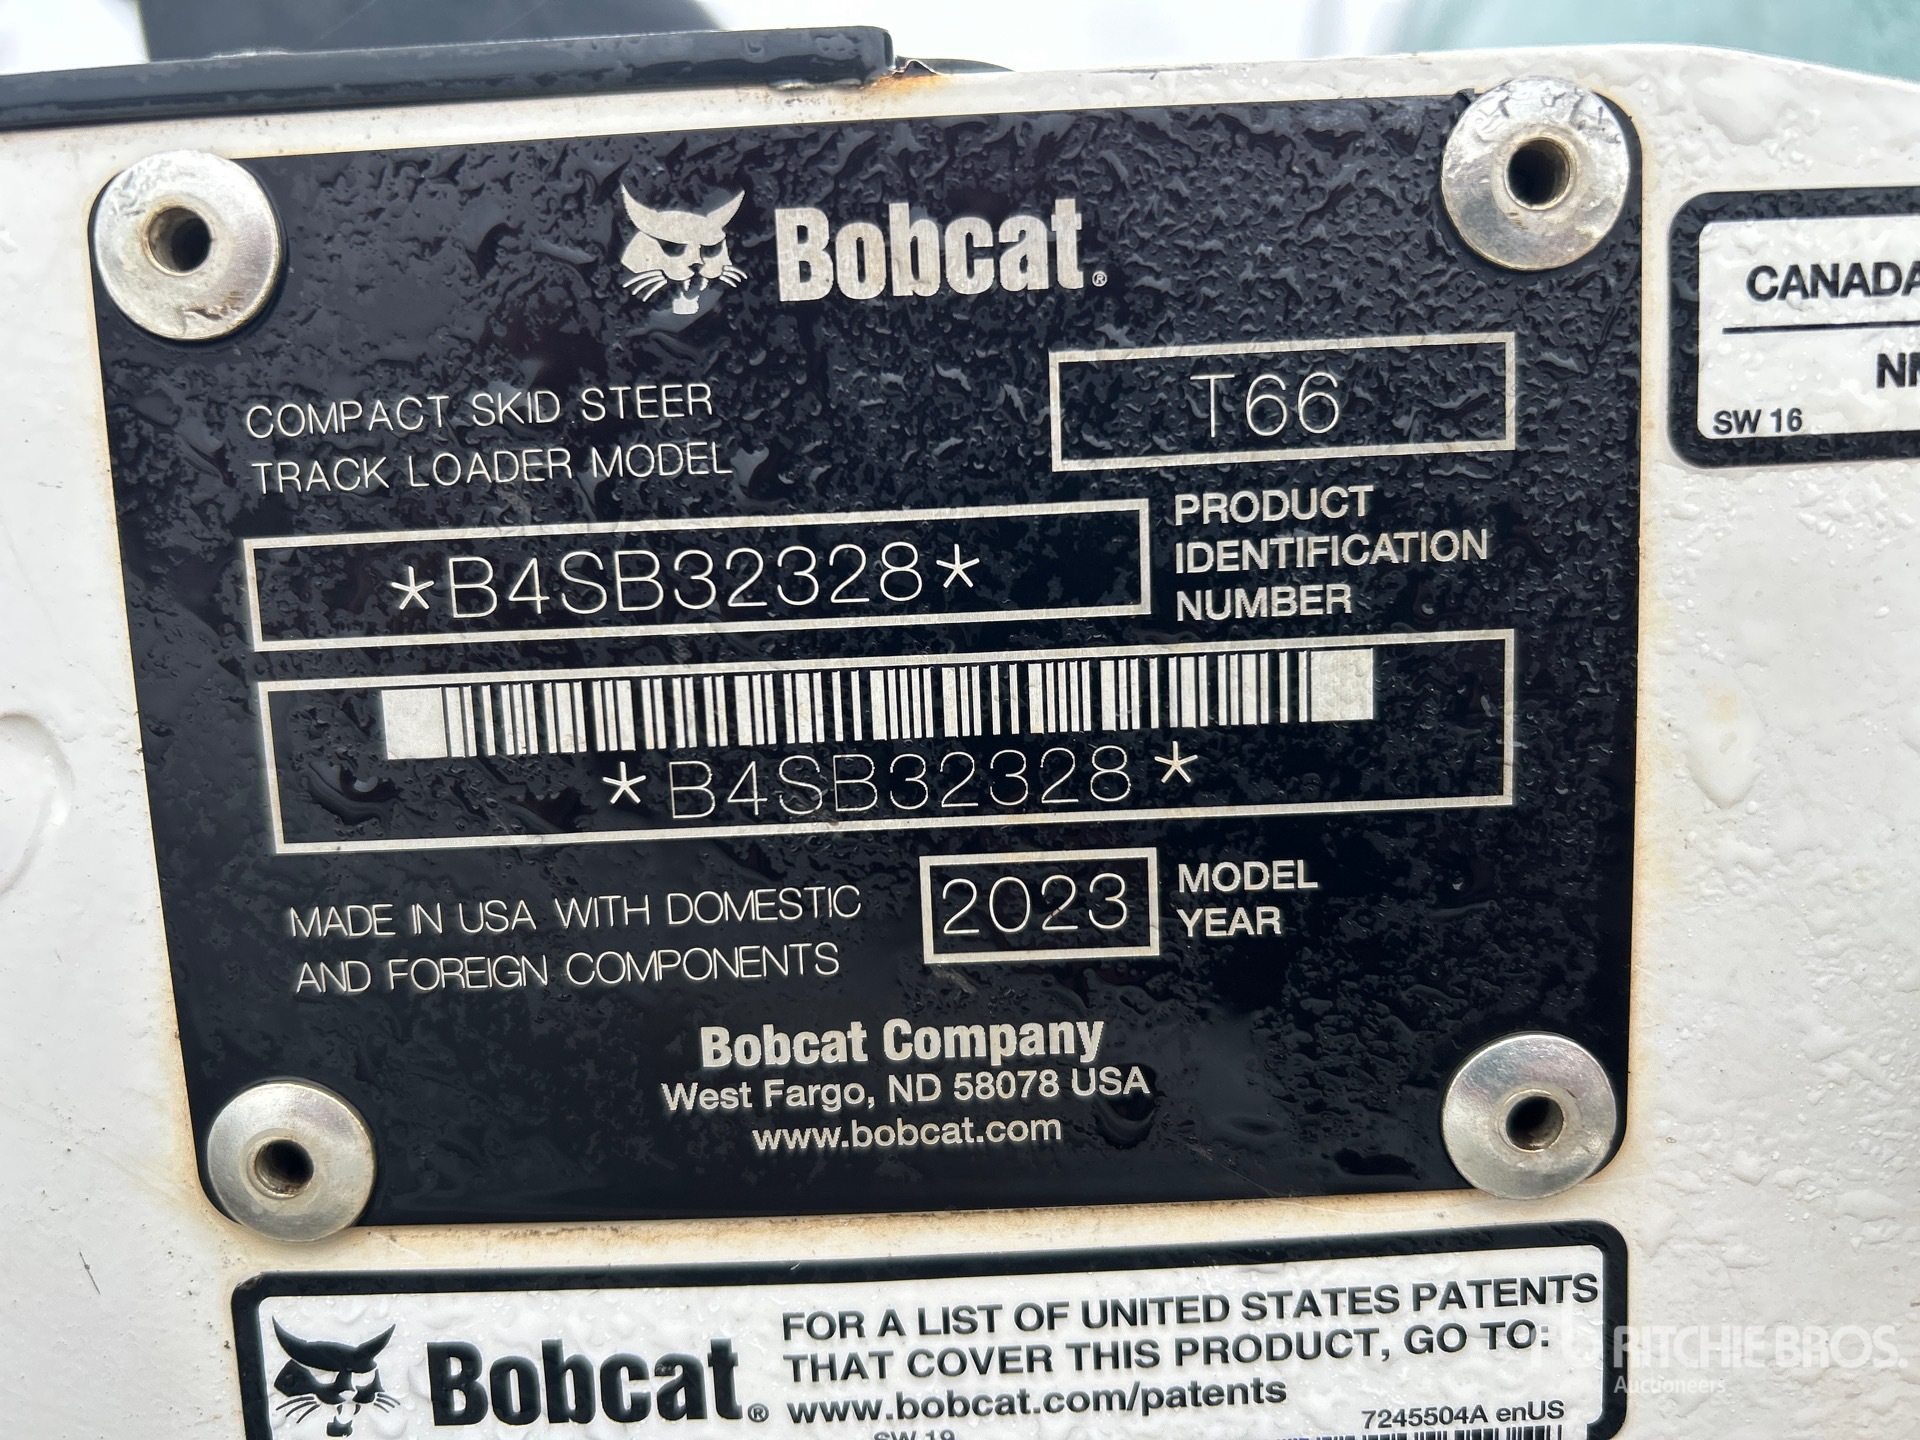 Bobcat®
COMPACT SKID STEER
TRACK LOADER MODEL
T66
*B4SB32328*
PRODUCT
IDENTIFICATION
NUMBER
*B4SB32328*
MADE IN USA WITH DOMESTIC
AND FOREIGN COMPONENTS
2023
MODEL
YEAR
Bobcat Company
West Fargo, ND 58078 USA
www.bobcat.com
CANADA
SW 16
Bobcat®
FOR A LIST OF UNITED STATES PATENTS
THAT COVER THIS PRODUCT, GO TO:
www.bobcat.com/patents
7245504A enUS
SW 19
RITCHIE BROS.
Auctioneers